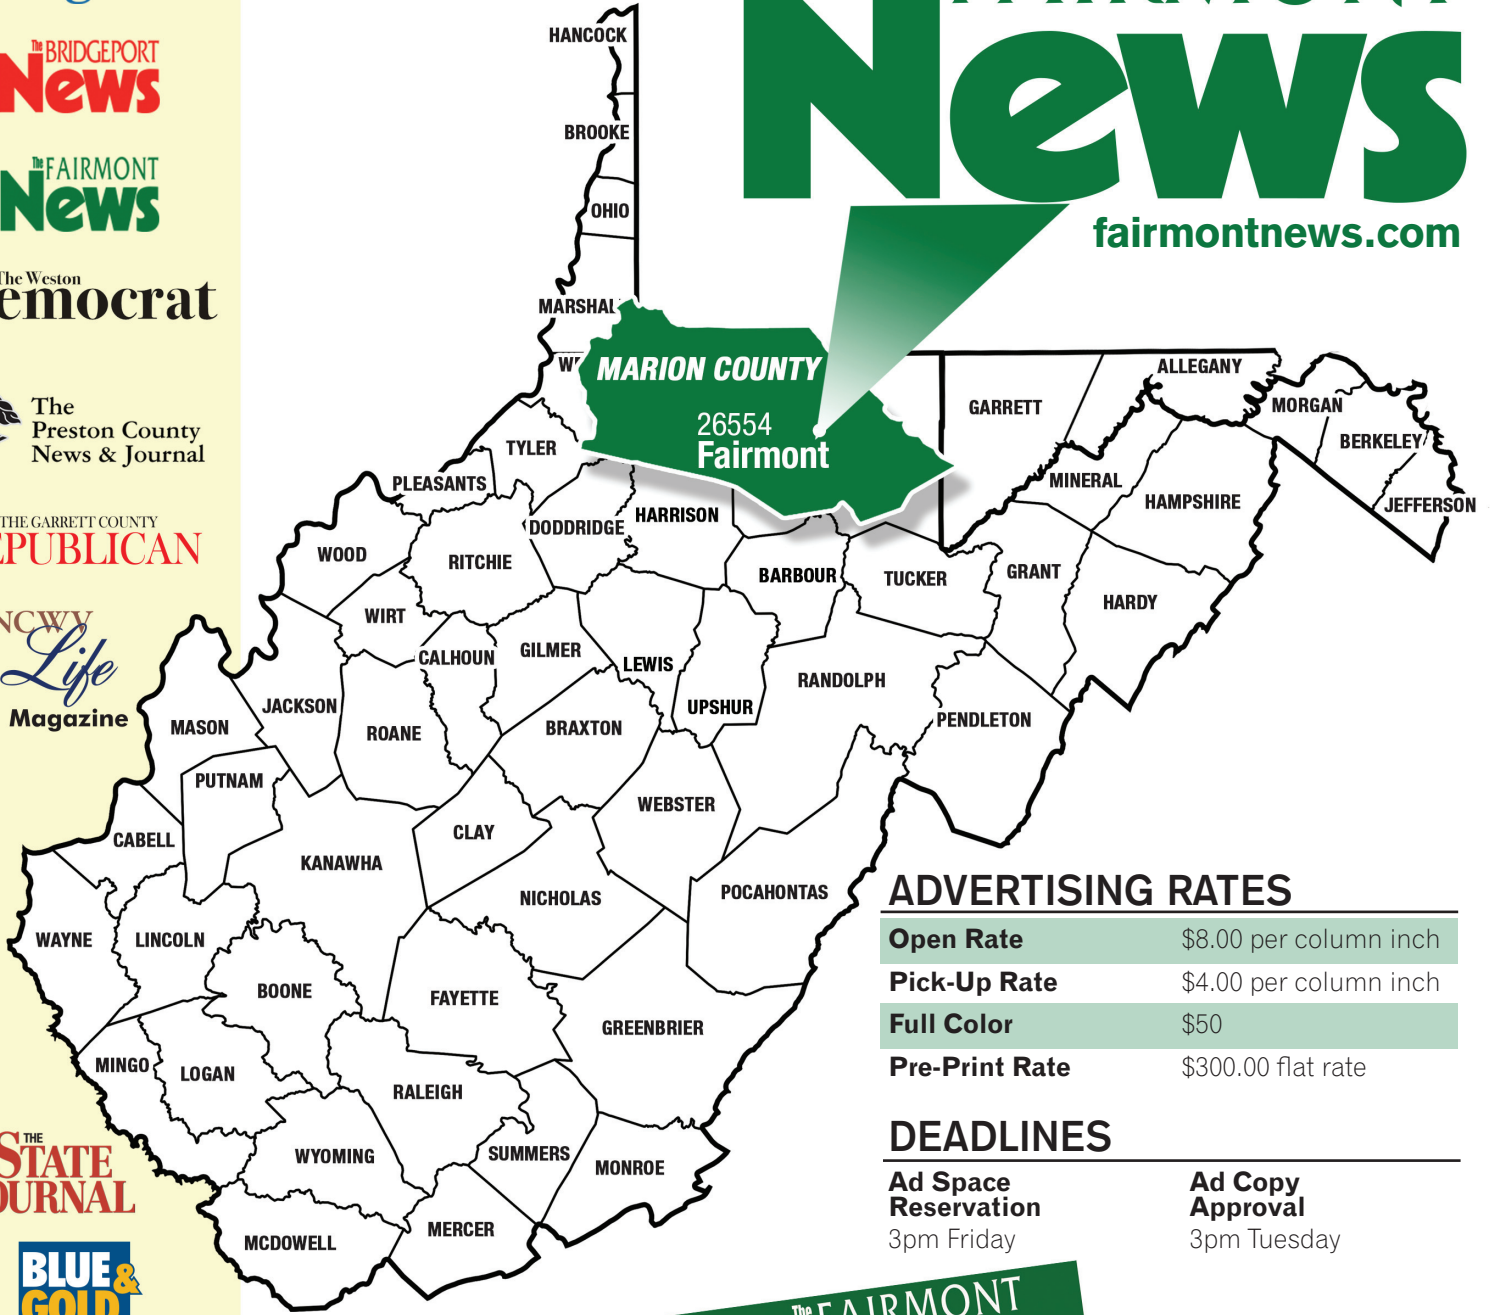 The BRIDGEPORT
News
The FAIRMONT
News
The Weston
emocrat
The
Preston County
News & Journal
THE GARRETT COUNTY
EPUBLICAN
NCWV
Life
Magazine
THE
STATE
OURNAL
BLUE &
GOLD
FAIRMONT
News
fairmontnews.com
HANCOCK
BROOKE
OHIO
MARSHAL
WE
MARION COUNTY
26554
Fairmont
GARRETT
ALLEGANY
MORGAN
BERKELEY
JEFFERSON
MINERAL
HAMPSHIRE
TYLER
PLEASANTS
DODDRIDGE
HARRISON
WOOD
RITCHIE
BARBOUR
TUCKER
GRANT
HARDY
WIRT
CALHOUN
GILMER
LEWIS
UPSHUR
RANDOLPH
PENDLETON
JACKSON
ROANE
BRAXTON
MASON
PUTNAM
WEBSTER
CABELL
KANAWHA
CLAY
NICHOLAS
POCAHONTAS
WAYNE
LINCOLN
BOONE
FAYETTE
GREENBRIER
MINGO
LOGAN
RALEIGH
WYOMING
SUMMERS
MONROE
MCDOWELL
MERCER
ADVERTISING RATES
Open Rate $8.00 per column inch
Pick-Up Rate $4.00 per column inch
Full Color $50
Pre-Print Rate $300.00 flat rate
DEADLINES
Ad Space
Reservation
3pm Friday
Ad Copy
Approval
3pm Tuesday
The FAIRMONT